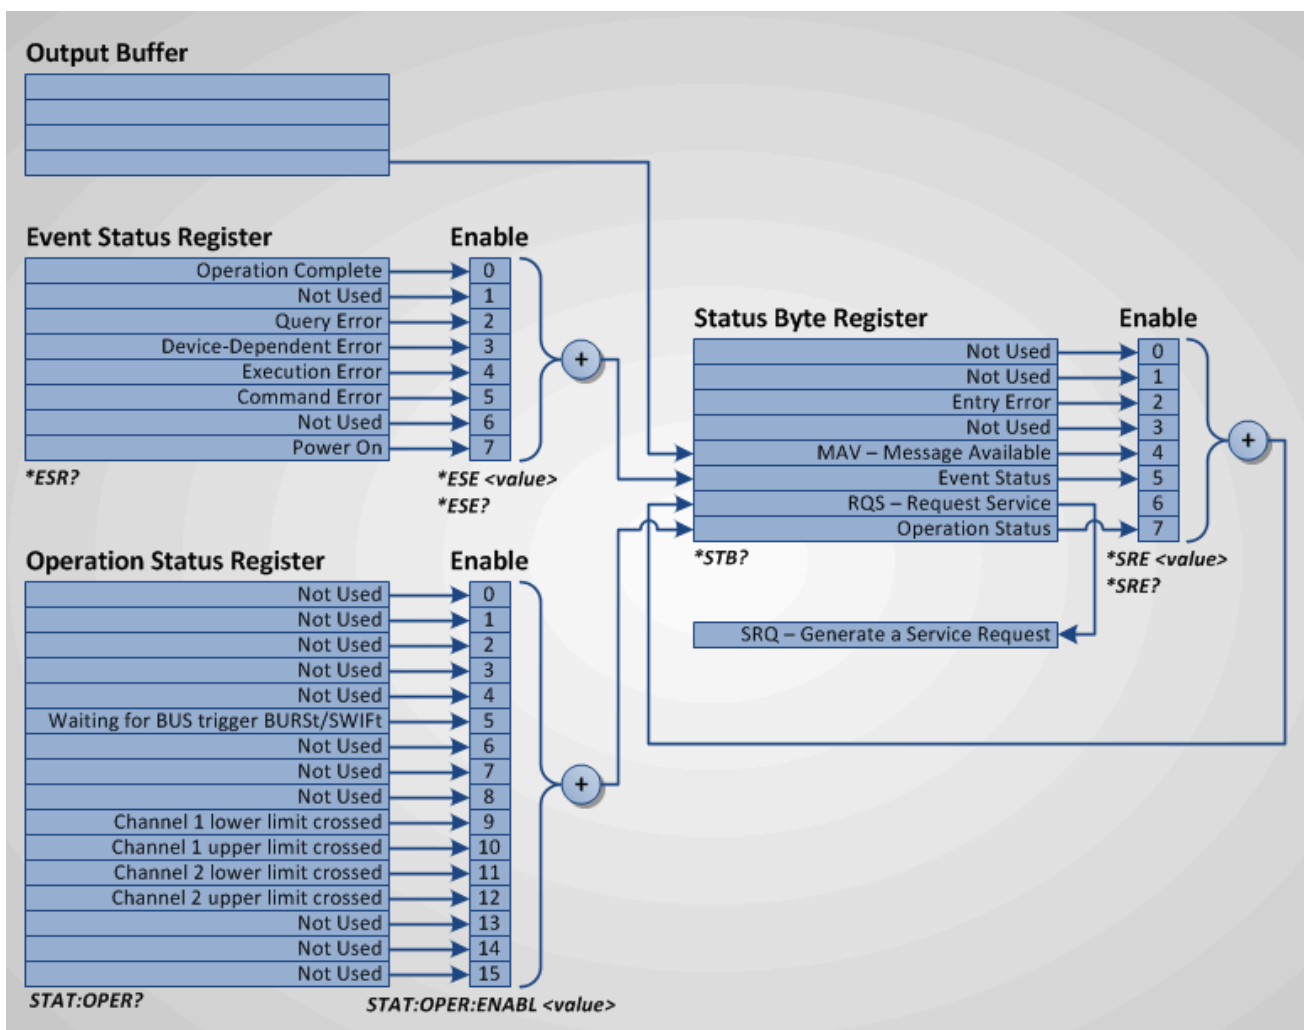 Output Buffer
Event Status Register Enable
Operation Complete 0
Not Used 1
Query Error 2
Device-Dependent Error 3
Execution Error 4
Command Error 5
Not Used 6
Power On 7
+
*ESR? *ESE <value>
*ESE?
Status Byte Register Enable
Not Used 0
Not Used 1
Entry Error 2
Not Used 3
MAV – Message Available 4
Event Status 5
RQS – Request Service 6
Operation Status 7
+
*STB? *SRE <value>
*SRE?
SRQ – Generate a Service Request
Operation Status Register Enable
Not Used 0
Not Used 1
Not Used 2
Not Used 3
Not Used 4
Waiting for BUS trigger BURSt/SWIFt 5
Not Used 6
Not Used 7
Not Used 8
Channel 1 lower limit crossed 9
Channel 1 upper limit crossed 10
Channel 2 lower limit crossed 11
Channel 2 upper limit crossed 12
Not Used 13
Not Used 14
Not Used 15
+
STAT:OPER? STAT:OPER:ENABL <value>